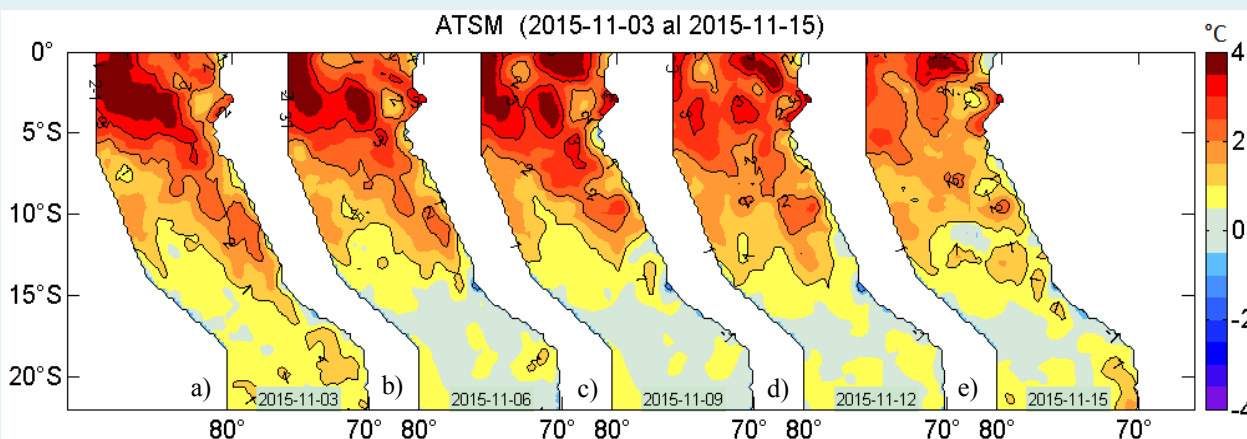 ATSM (2015-11-03 al 2015-11-15)
°C
0°
5°S
10°S
15°S
20°S
a) 2015-11-03
b) 2015-11-06
c) 2015-11-09
d) 2015-11-12
e) 2015-11-15
80° 70° 80° 70° 80° 70° 80° 70° 80° 70°
4
2
0
-2
-4